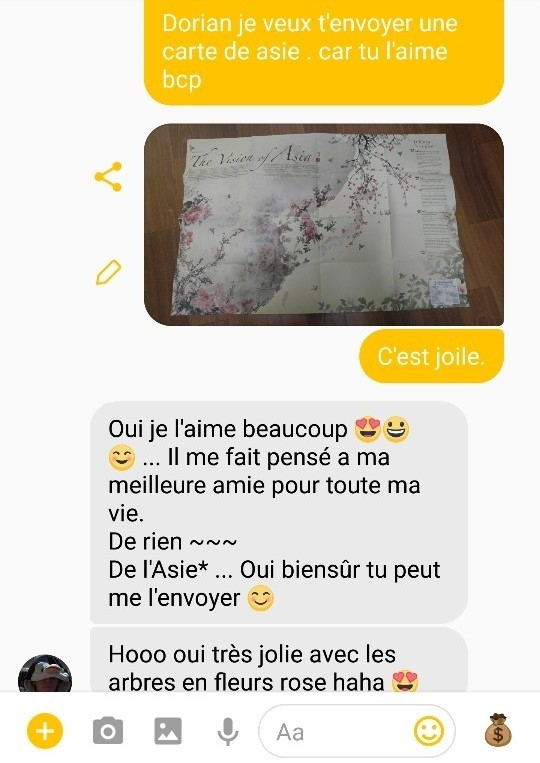 Dorian je veux t'envoyer une
carte de asie . car tu l'aime
bcp
The Vision of Asia
C'est joile.
Oui je l'aime beaucoup 😍😀
😊 ... Il me fait pensé a ma
meilleure amie pour toute ma
vie.
De rien ~~~
De l'Asie* ... Oui biensûr tu peut
me l'envoyer 😊
Hooo oui très jolie avec les
arbres en fleurs rose haha 😍
Aa